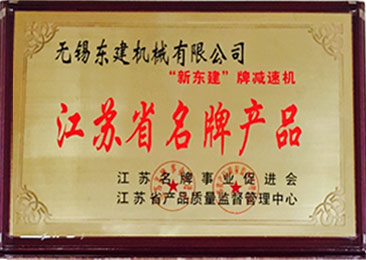 无锡东建机械有限公司
“新东建”牌减速机
江苏省名牌产品
江苏名牌事业促进会
江苏省产品质量监督管理中心